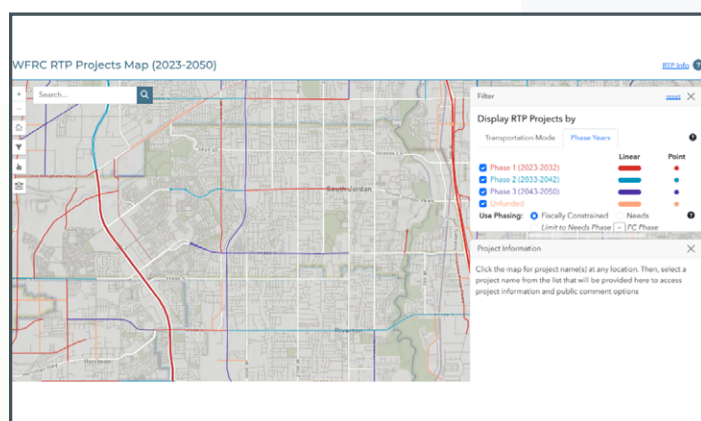 WFRC RTP Projects Map (2023-2050)
RTP Info ?
Search...
Filter
reset
Display RTP Projects by
Transportation Mode
Phase Years
Linear
Point
Phase 1 (2023-2032)
Phase 2 (2033-2042)
Phase 3 (2043-2050)
Unfunded
Use Phasing: Fiscally Constrained Needs
Limit to Needs Phase - FC Phase
Project Information
Click the map for project name(s) at any location. Then, select a
project name from the list that will be provided here to access
project information and public comment options
South Jordan
Riverton
Herriman